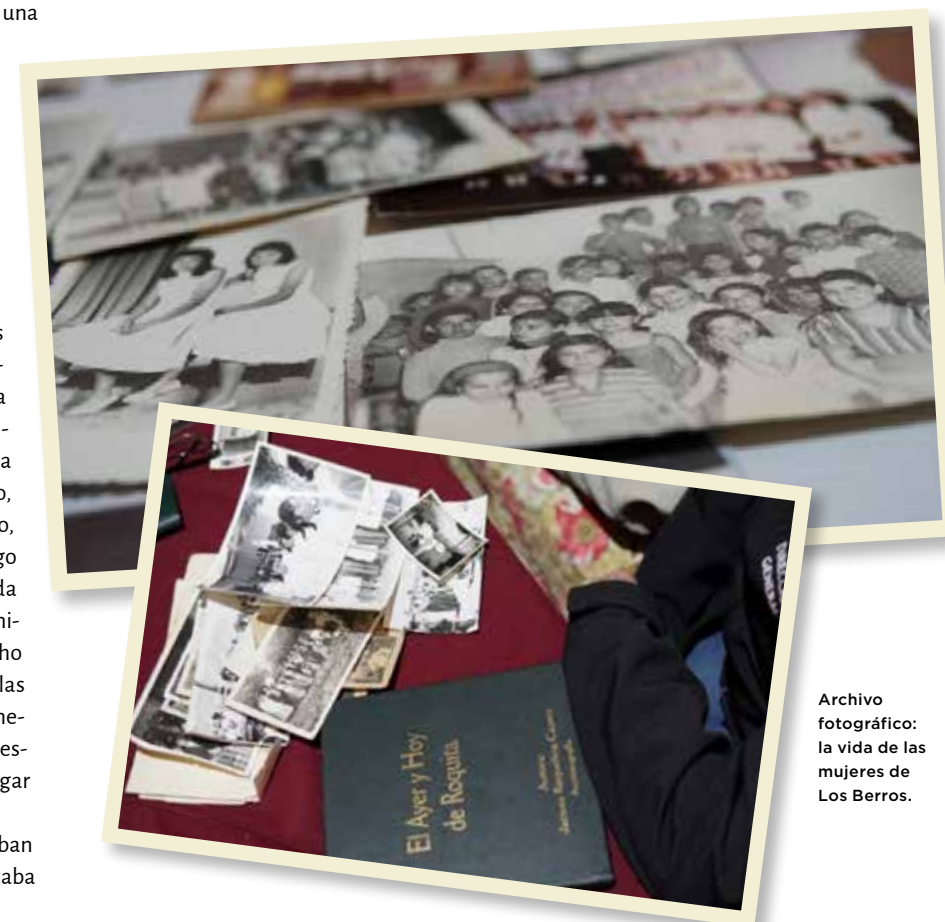 una
s
-
a
-
a
o,
o,
go
da
ni-
ho
las
ne-
es-
gar
ban
El Ayer y Hoy
de Roquita
Archivo
fotográfico:
la vida de las
mujeres de
Los Berros.